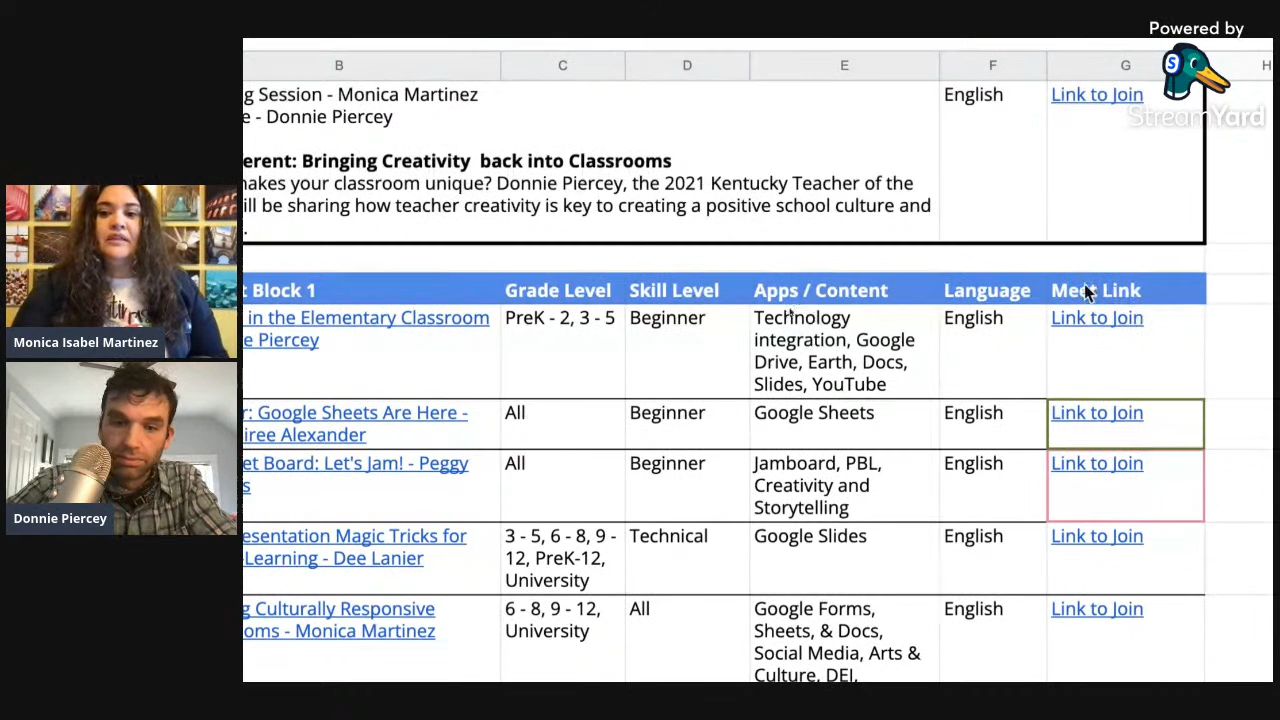 Powered by
StreamYard
B C D E F G H
g Session - Monica Martinez English Link to Join
e - Donnie Piercey
erent: Bringing Creativity back into Classrooms
nakes your classroom unique? Donnie Piercey, the 2021 Kentucky Teacher of the
ill be sharing how teacher creativity is key to creating a positive school culture and
.
t Block 1 Grade Level Skill Level Apps / Content Language Meet Link
in the Elementary Classroom PreK - 2, 3 - 5 Beginner Technology English Link to Join
e Piercey integration, Google
Drive, Earth, Docs,
Slides, YouTube
r: Google Sheets Are Here - All Beginner Google Sheets English Link to Join
iree Alexander
et Board: Let's Jam! - Peggy All Beginner Jamboard, PBL, English Link to Join
s Creativity and
Storytelling
esentation Magic Tricks for 3 - 5, 6 - 8, 9 - Technical Google Slides English Link to Join
-Learning - Dee Lanier 12, PreK-12,
University
g Culturally Responsive 6 - 8, 9 - 12, All Google Forms, English Link to Join
oms - Monica Martinez University Sheets, & Docs,
Social Media, Arts &
Culture, DEI,
Monica Isabel Martinez
Donnie Piercey